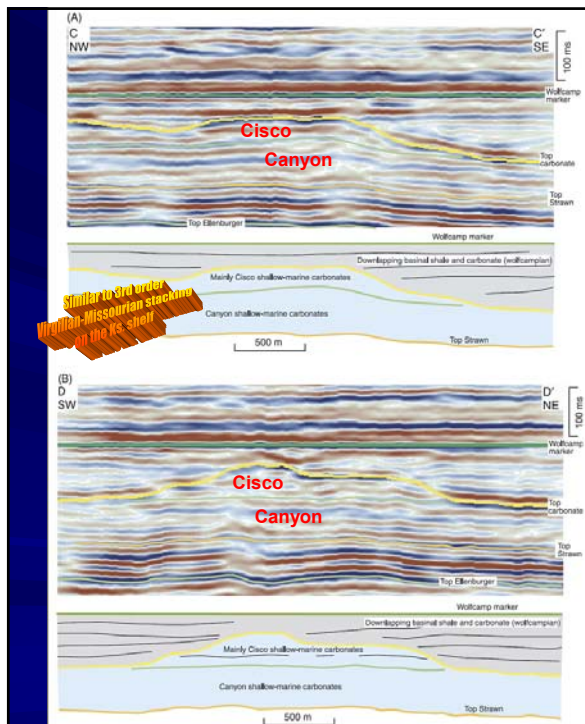 (A)
C
NW
C'
SE
100 ms
Wolfcamp
marker
Cisco
Canyon
Top
carbonate
Top
Strawn
Top Ellenburger
Wolfcamp marker
Downlapping basinal shale and carbonate (wolfcampian)
Mainly Cisco shallow-marine carbonates
Similar to 3rd order
Virgilian-Missourian stacking
on the Ks. shelf
Canyon shallow-marine carbonates
Top Strawn
500 m
(B)
D
SW
D'
NE
100 ms
Wolfcamp
marker
Cisco
Canyon
Top
carbonate
Top
Strawn
Top Ellenburger
Wolfcamp marker
Downlapping basinal shale and carbonate (wolfcampian)
Mainly Cisco shallow-marine carbonates
Canyon shallow-marine carbonates
Top Strawn
500 m